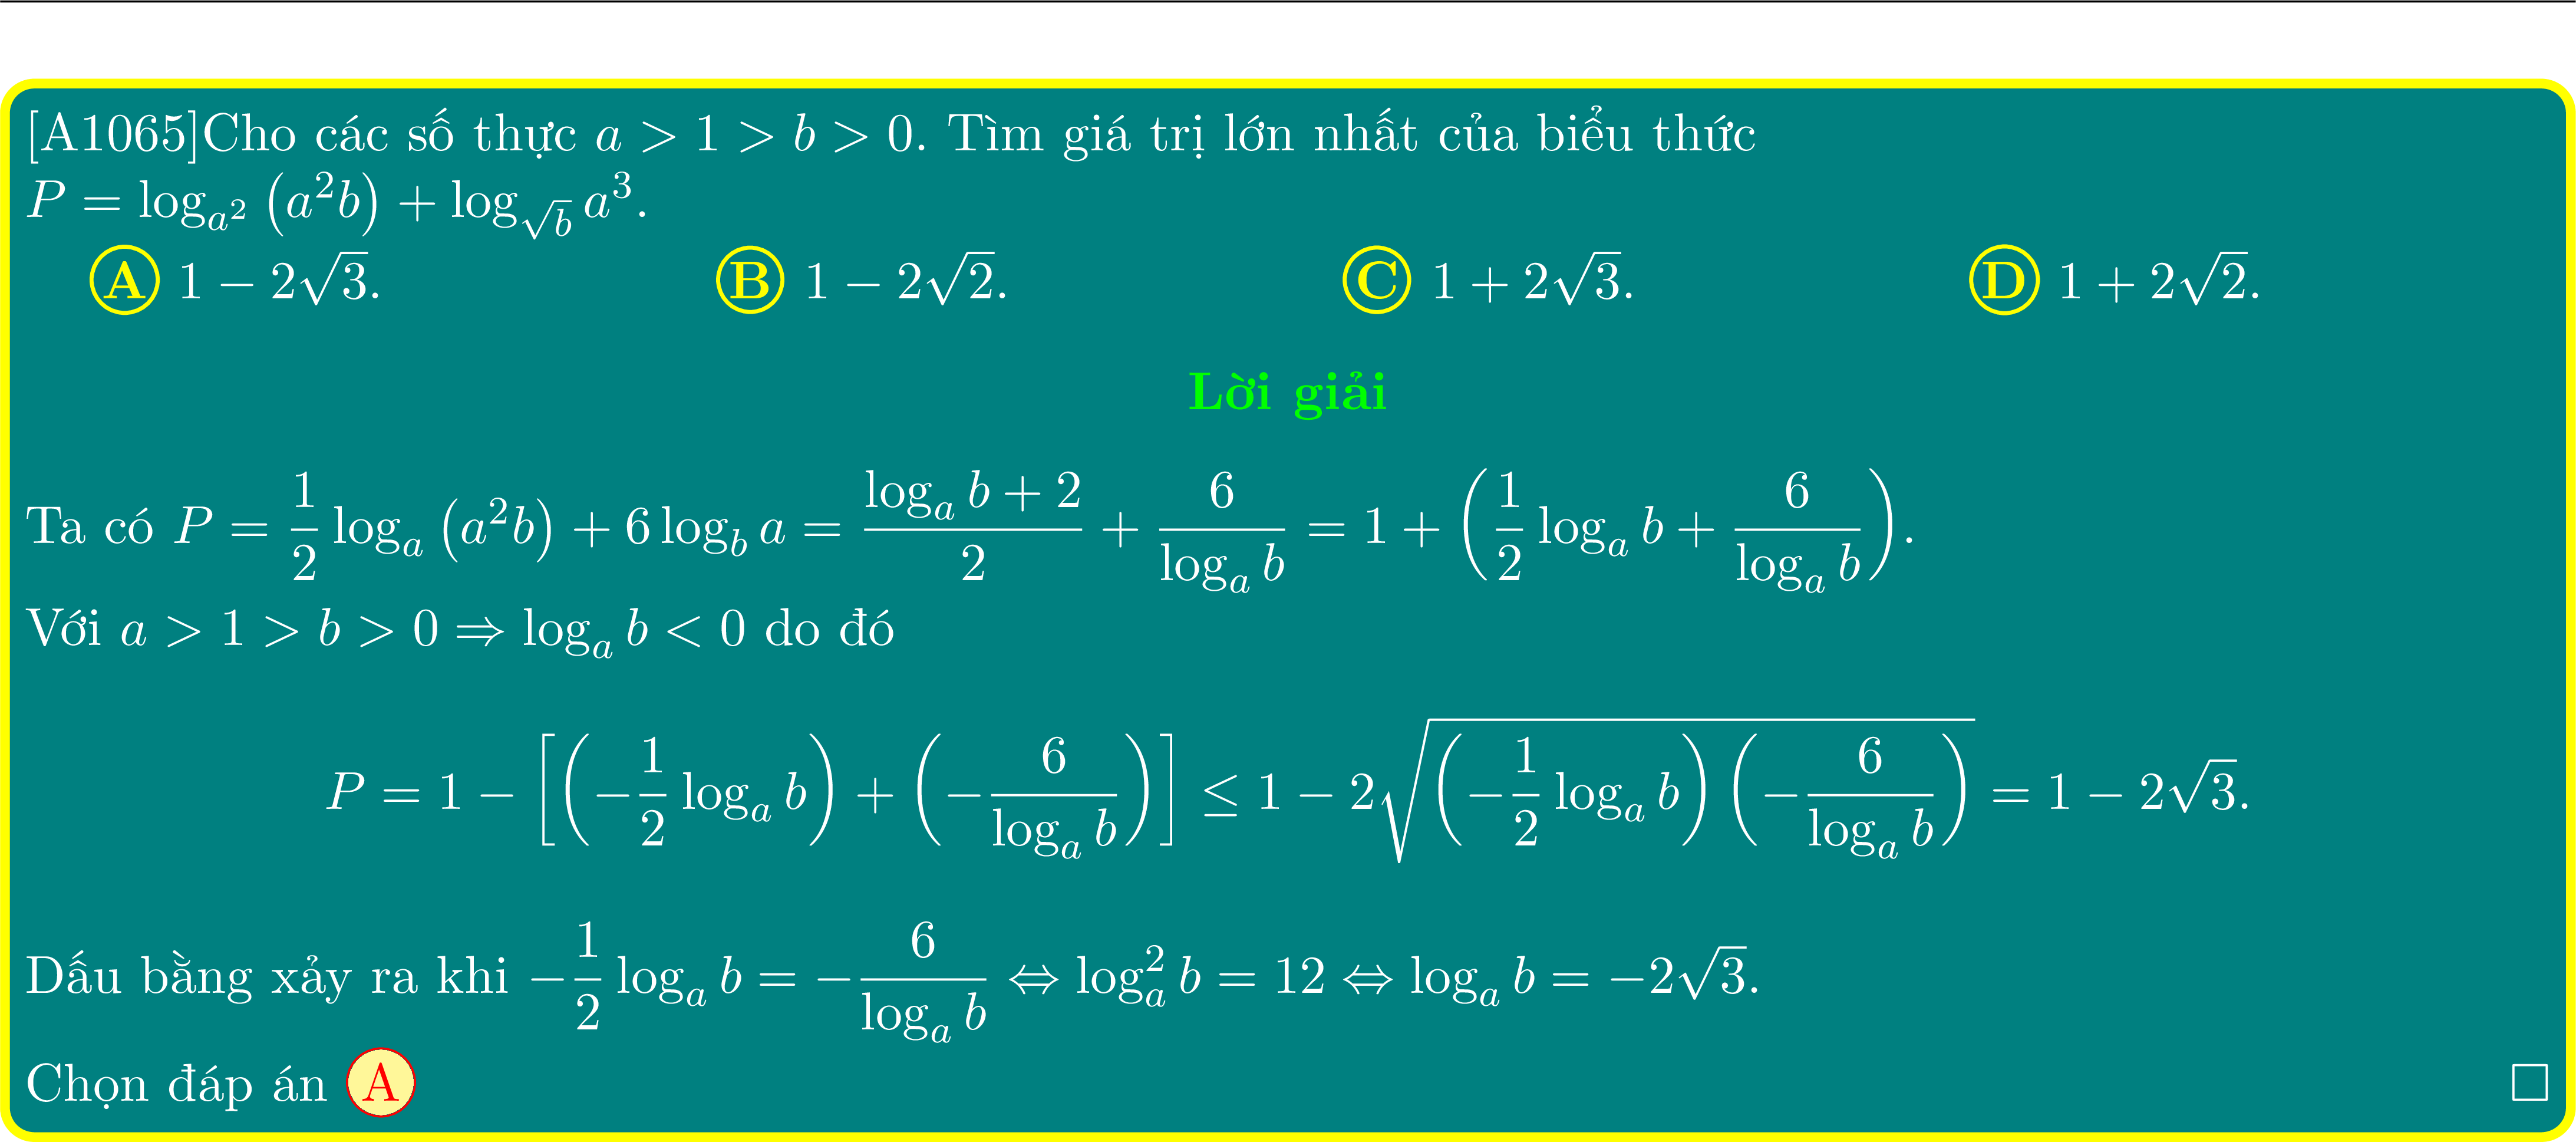 [A1065]Cho các số thực $a > 1 > b > 0$. Tìm giá trị lớn nhất của biểu thức
$P = \log_{a^2}\left(a^2b\right) + \log_{\sqrt{b}} a^3$.
A $1 - 2\sqrt{3}$. B $1 - 2\sqrt{2}$. C $1 + 2\sqrt{3}$. D $1 + 2\sqrt{2}$.
Lời giải
Ta có $P = \frac{1}{2}\log_a\left(a^2b\right) + 6\log_b a = \frac{\log_a b + 2}{2} + \frac{6}{\log_a b} = 1 + \left(\frac{1}{2}\log_a b + \frac{6}{\log_a b}\right)$.
Với $a > 1 > b > 0 \Rightarrow \log_a b < 0$ do đó
$P = 1 - \left[\left(-\frac{1}{2}\log_a b\right) + \left(-\frac{6}{\log_a b}\right)\right] \leq 1 - 2\sqrt{\left(-\frac{1}{2}\log_a b\right)\left(-\frac{6}{\log_a b}\right)} = 1 - 2\sqrt{3}$.
Dấu bằng xảy ra khi $-\frac{1}{2}\log_a b = -\frac{6}{\log_a b} \Leftrightarrow \log_a^2 b = 12 \Leftrightarrow \log_a b = -2\sqrt{3}$.
Chọn đáp án A □